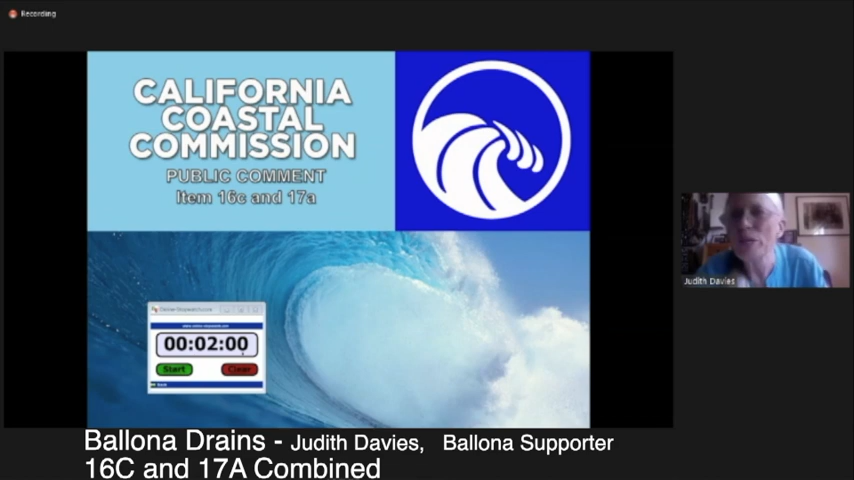 Recording
CALIFORNIA
COASTAL
COMMISSION
PUBLIC COMMENT
Item 16c and 17a
00:02:00
Start
Clear
Judith Davies
Ballona Drains - Judith Davies, Ballona Supporter
16C and 17A Combined